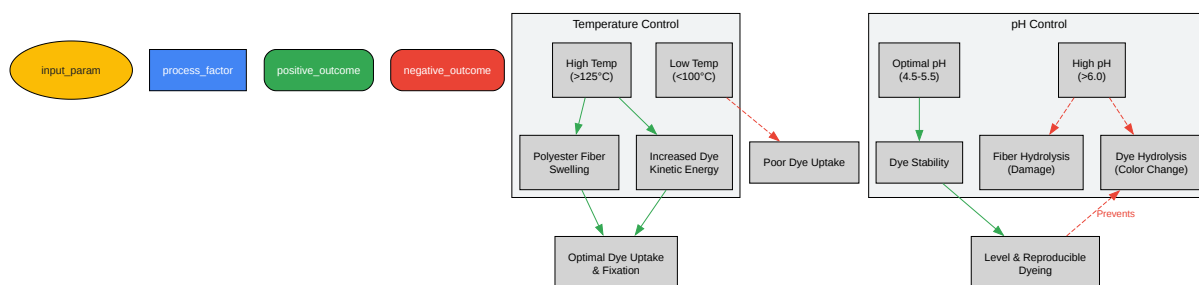 Temperature Control
pH Control
input_param
process_factor
positive_outcome
negative_outcome
High Temp
(>125°C)
Low Temp
(<100°C)
Optimal pH
(4.5-5.5)
High pH
(>6.0)
Polyester Fiber
Swelling
Increased Dye
Kinetic Energy
Poor Dye Uptake
Dye Stability
Fiber Hydrolysis
(Damage)
Dye Hydrolysis
(Color Change)
Prevents
Optimal Dye Uptake
& Fixation
Level & Reproducible
Dyeing